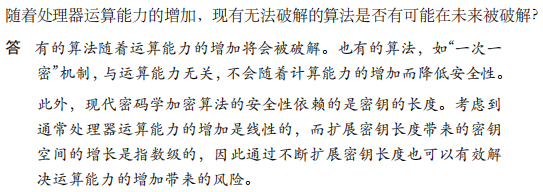 随着处理器运算能力的增加，现有无法破解的算法是否有可能在未来被破解?
答 有的算法随着运算能力的增加将会被破解。也有的算法，如“一次一
密”机制，与运算能力无关，不会随着计算能力的增加而降低安全性。
此外，现代密码学加密算法的安全性依赖的是密钥的长度。考虑到
通常处理器运算能力的增加是线性的，而扩展密钥长度带来的密钥
空间的增长是指数级的，因此通过不断扩展密钥长度也可以有效解
决运算能力的增加带来的风险。